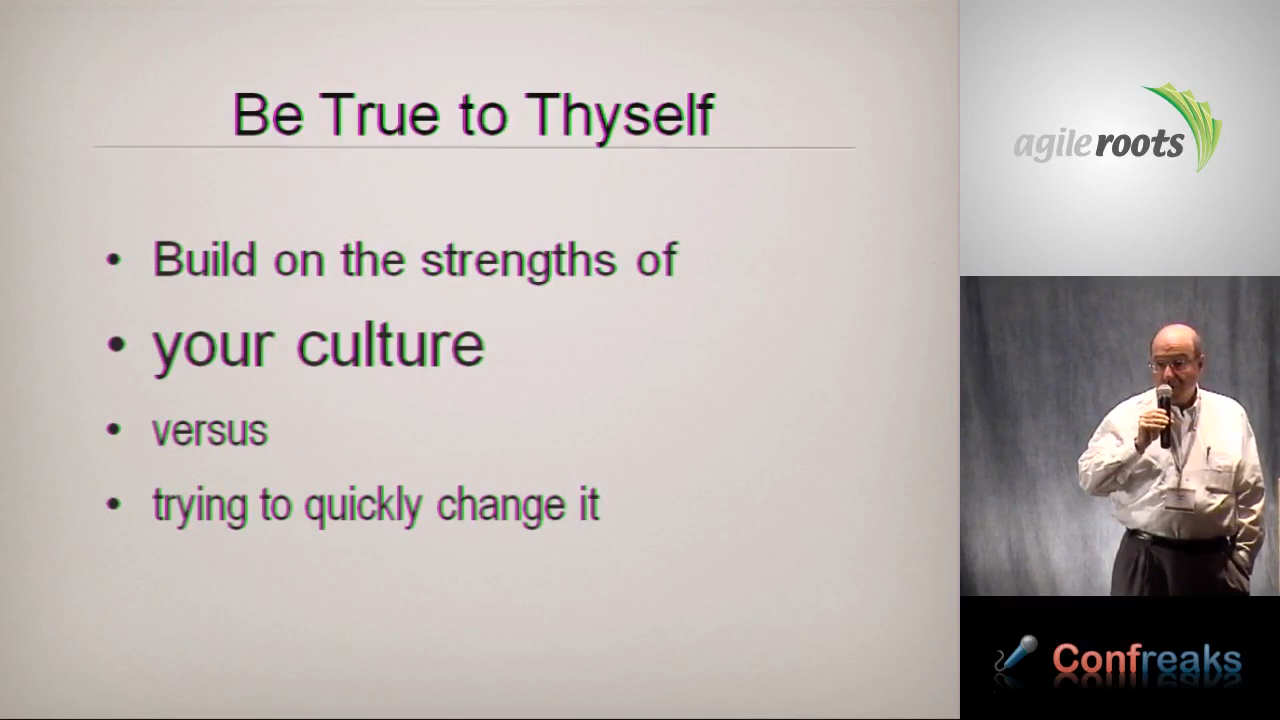 Be True to Thyself
• Build on the strengths of
• your culture
• versus
• trying to quickly change it
agile roots
Confreaks